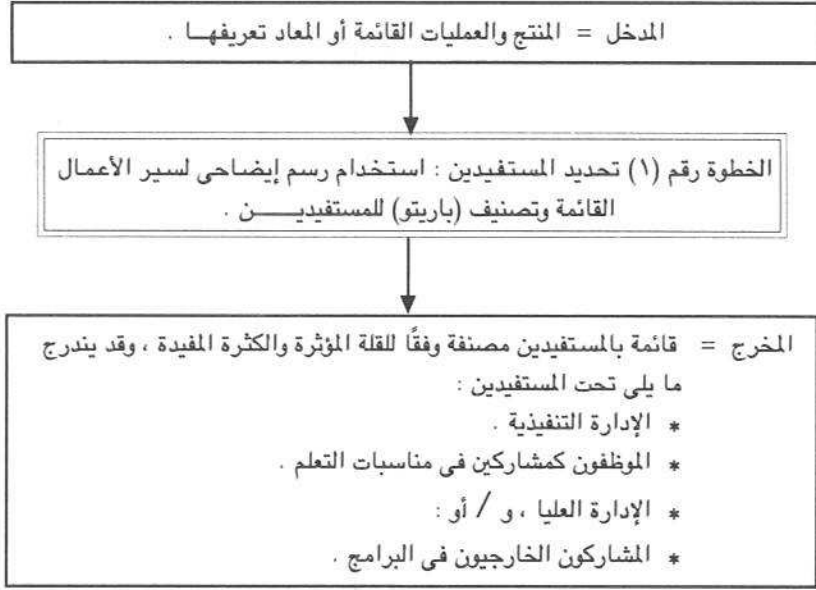 المدخل = المنتج والعمليات القائمة أو المعاد تعريفهـا .
الخطوة رقم (١) تحديد المستفيدين : استخدام رسم إيضاحى لسير الأعمال
القائمة وتصنيف (باريتو) للمستفيديـــن .
المخرج = قائمة بالمستفيدين مصنفة وفقًا للقلة المؤثرة والكثرة المفيدة ، وقد يندرج
ما يلى تحت المستفيدين :
* الإدارة التنفيذية .
* الموظفون كمشاركين فى مناسبات التعلم .
* الإدارة العليا ، و / أو :
* المشاركون الخارجيون فى البرامج .